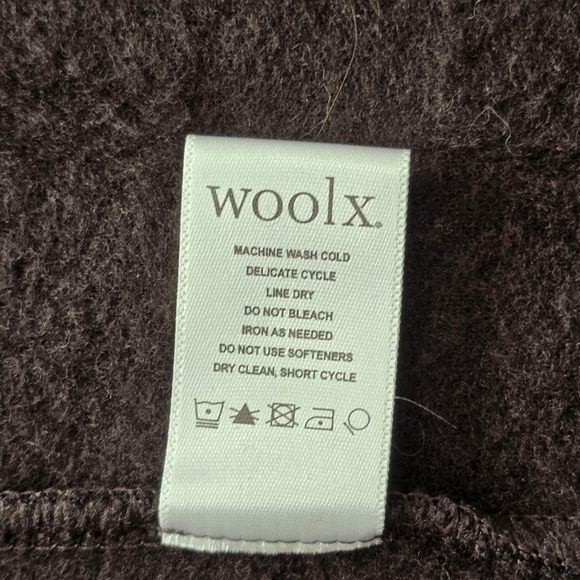 woolx®
MACHINE WASH COLD
DELICATE CYCLE
LINE DRY
DO NOT BLEACH
IRON AS NEEDED
DO NOT USE SOFTENERS
DRY CLEAN, SHORT CYCLE